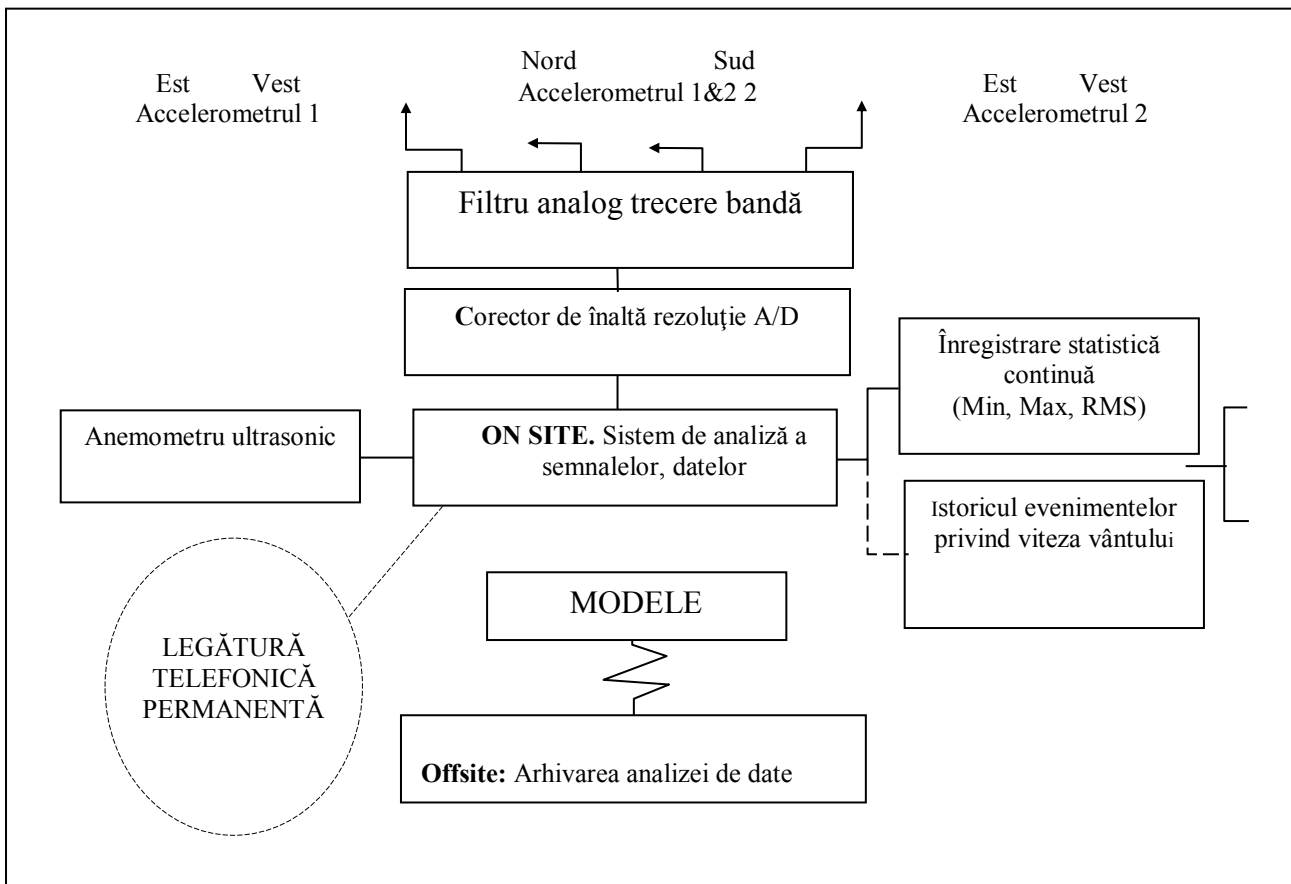 Nord Sud
Accelerometrul 1&2 2
Est Vest
Accelerometrul 1
Est Vest
Accelerometrul 2
Filtru analog trecere bandă
Corector de înaltă rezoluţie A/D
Înregistrare statistică
continuă
(Min, Max, RMS)
Anemometru ultrasonic
ON SITE. Sistem de analiză a
semnalelor, datelor
Istoricul evenimentelor
privind viteza vântului
MODELE
LEGĂTURĂ
TELEFONICĂ
PERMANENTĂ
Offsite: Arhivarea analizei de date